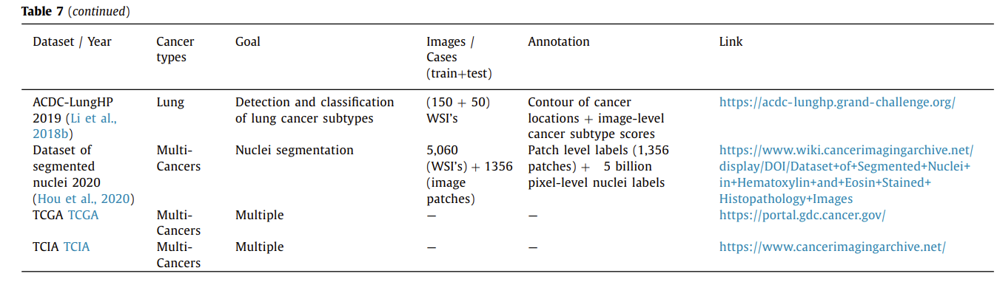 Table 7 (continued)
Dataset / Year Cancer types Goal Images / Cases (train+test) Annotation Link
ACDC-LungHP 2019 (Li et al., 2018b) Lung Detection and classification of lung cancer subtypes (150 + 50) WSI's Contour of cancer locations + image-level cancer subtype scores https://acdc-lunghp.grand-challenge.org/
Dataset of segmented nuclei 2020 (Hou et al., 2020) Multi-Cancers Nuclei segmentation 5,060 (WSI's) + 1356 (image patches) Patch level labels (1,356 patches) + 5 billion pixel-level nuclei labels https://www.wiki.cancerimagingarchive.net/display/DOI/Dataset+of+Segmented+Nuclei+in+Hematoxylin+and+Eosin+Stained+Histopathology+Images
TCGA TCGA Multi-Cancers Multiple – – https://portal.gdc.cancer.gov/
TCIA TCIA Multi-Cancers Multiple – – https://www.cancerimagingarchive.net/